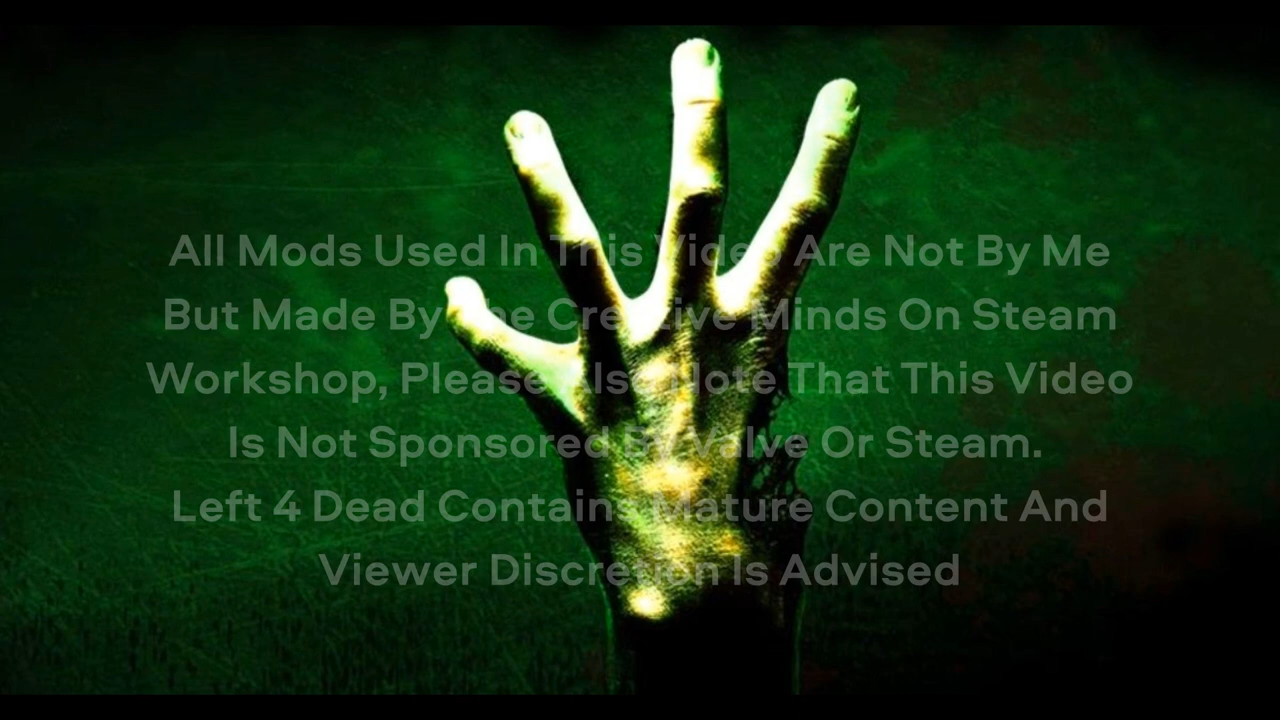 All Mods Used In This Video Are Not By Me
But Made By The Creative Minds On Steam
Workshop, Please Also Note That This Video
Is Not Sponsored By Valve Or Steam.
Left 4 Dead Contains Mature Content And
Viewer Discretion Is Advised